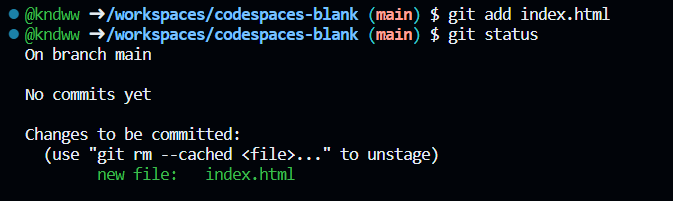 @kndww ➜/workspaces/codespaces-blank (main) $ git add index.html
@kndww ➜/workspaces/codespaces-blank (main) $ git status
On branch main
No commits yet
Changes to be committed:
(use "git rm --cached <file>..." to unstage)
new file: index.html